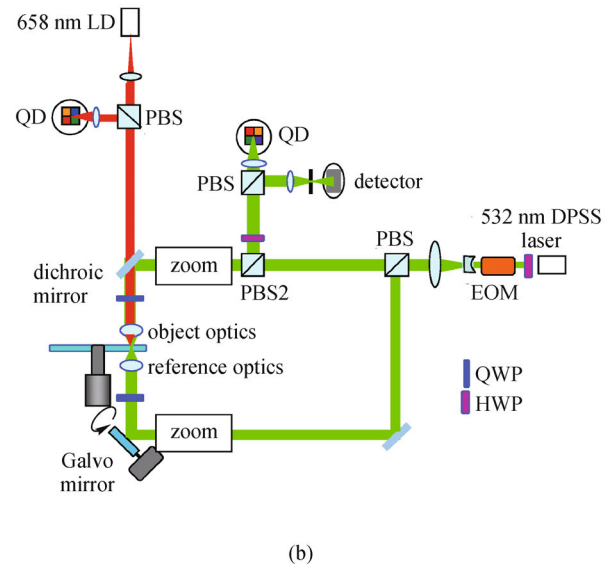 658 nm LD
QD
PBS
QD
PBS
detector
532 nm DPSS
laser
PBS
dichroic
mirror
zoom
PBS2
EOM
object optics
reference optics
QWP
HWP
zoom
Galvo
mirror
(b)